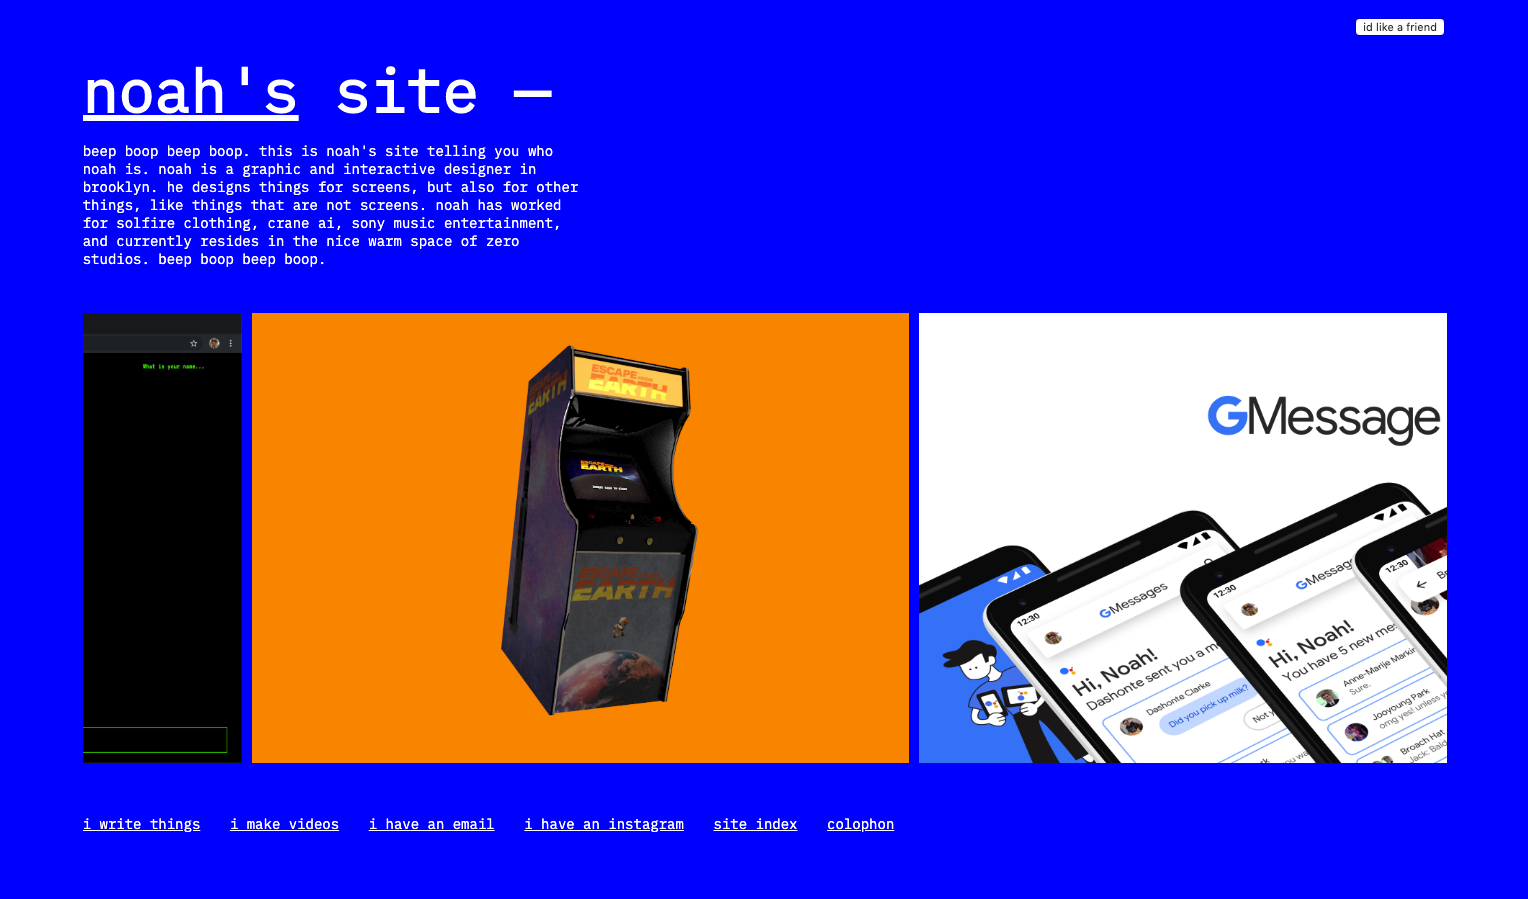 id like a friend
noah's site —
beep boop beep boop. this is noah's site telling you who
noah is. noah is a graphic and interactive designer in
brooklyn. he designs things for screens, but also for other
things, like things that are not screens. noah has worked
for solfire clothing, crane ai, sony music entertainment,
and currently resides in the nice warm space of zero
studios. beep boop beep boop.
What is your name...
ESCAPE FROM
EARTH
ESCAPE
EARTH
ESCAPE
EARTH
ESCAPE
EARTH
GMessage
12:30
GMessages
Hi, Noah!
Dashonte sent you a m
Dashonte Clarke
Did you pick up milk?
Not y
12:30
GMessag
Hi, Noah!
You have 5 new me
Anne-Marije Markin
Sure.
Jooyoung Park
omg yes! unless y
Broach Hat
Jack: Bald
12:30
Be
i write things
i make videos
i have an email
i have an instagram
site index
colophon